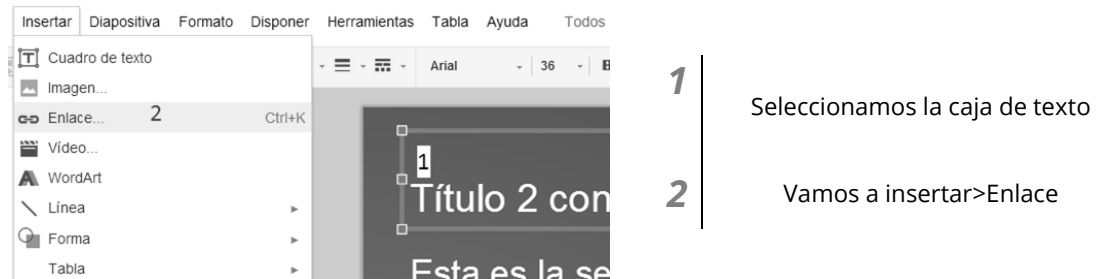 Insertar Diapositiva Formato Disponer Herramientas Tabla Ayuda Todos
Cuadro de texto
Arial 36 B
Imagen...
Enlace... 2 Ctrl+K
Vídeo...
WordArt
Línea
Forma
Tabla
1
Título 2 con
Esta es la se
1 Seleccionamos la caja de texto
2 Vamos a insertar>Enlace